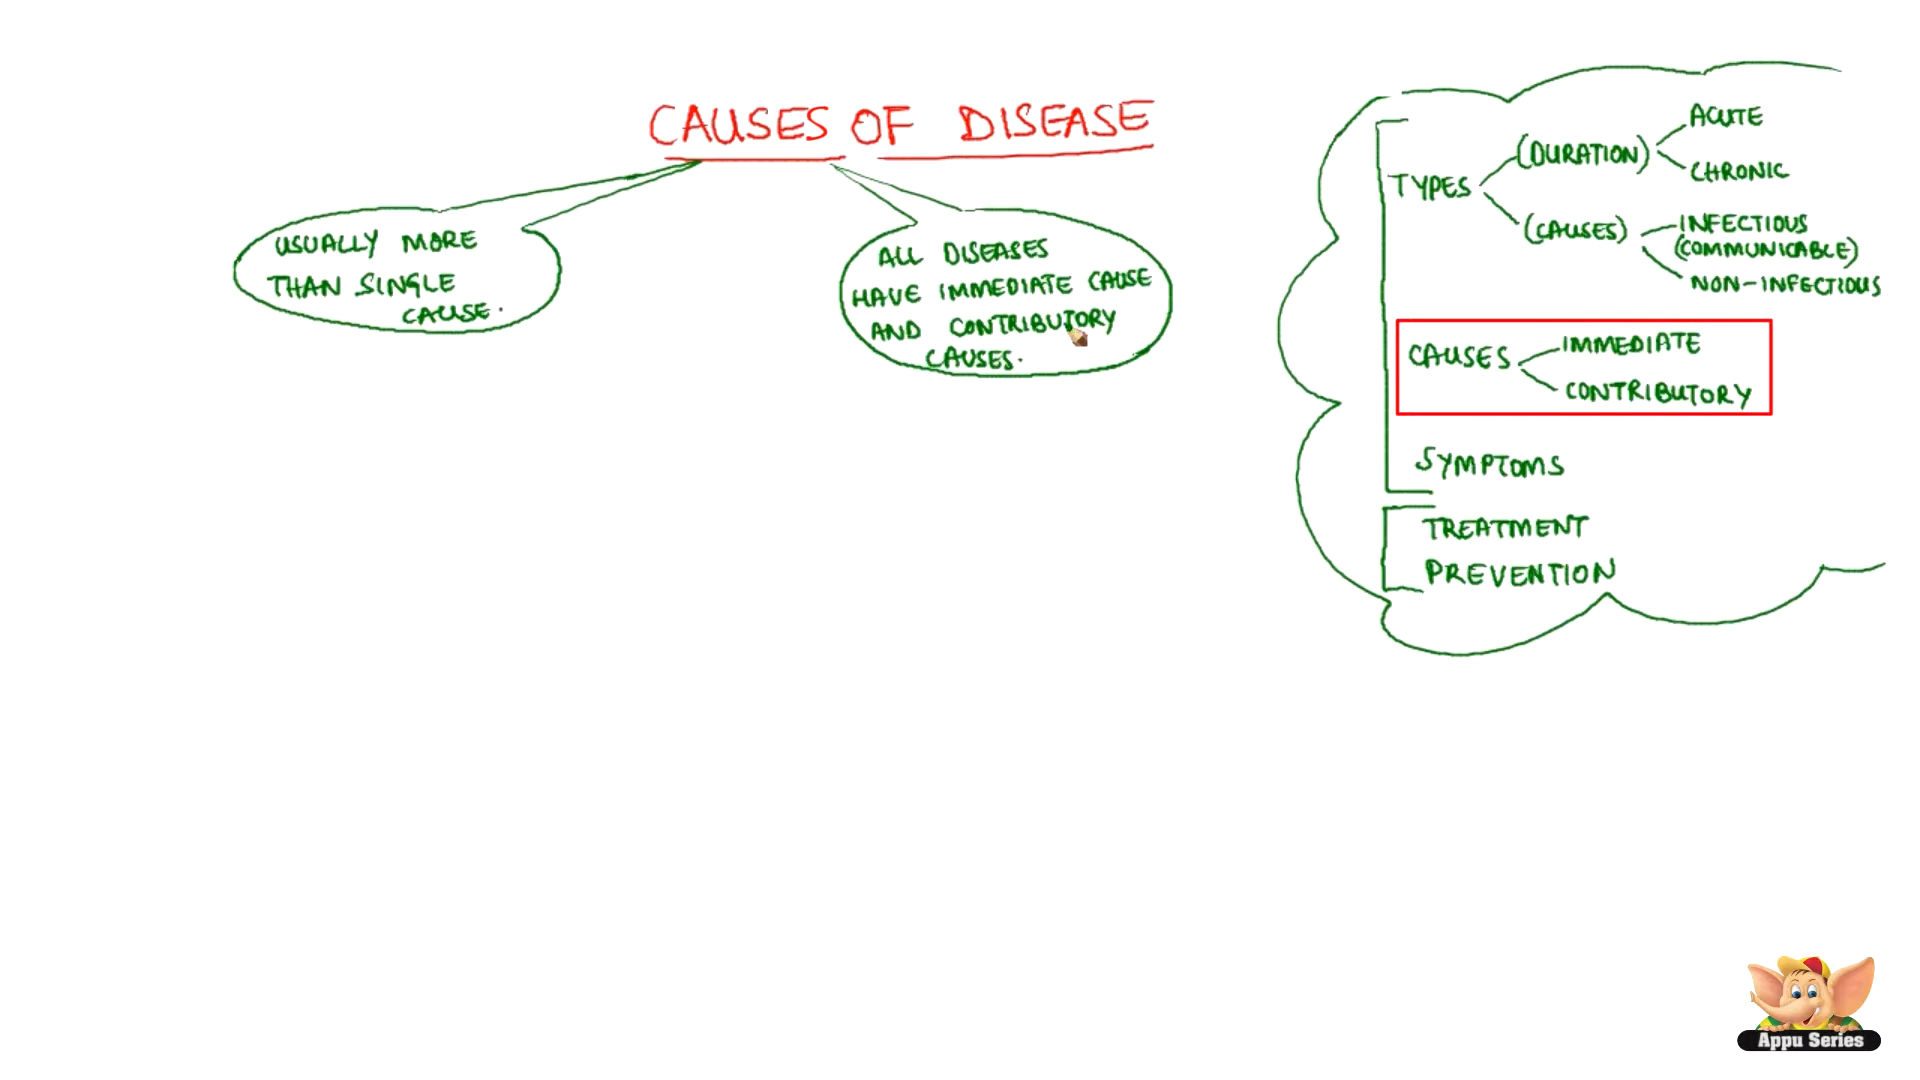 CAUSES OF DISEASE
USUALLY MORE
THAN SINGLE
CAUSE.
ALL DISEASES
HAVE IMMEDIATE CAUSE
AND CONTRIBUTORY
CAUSES.
TYPES
(DURATION)
ACUTE
CHRONIC
(CAUSES)
INFECTIOUS
(COMMUNICABLE)
NON-INFECTIOUS
CAUSES
IMMEDIATE
CONTRIBUTORY
SYMPTOMS
TREATMENT
PREVENTION
Appu Series